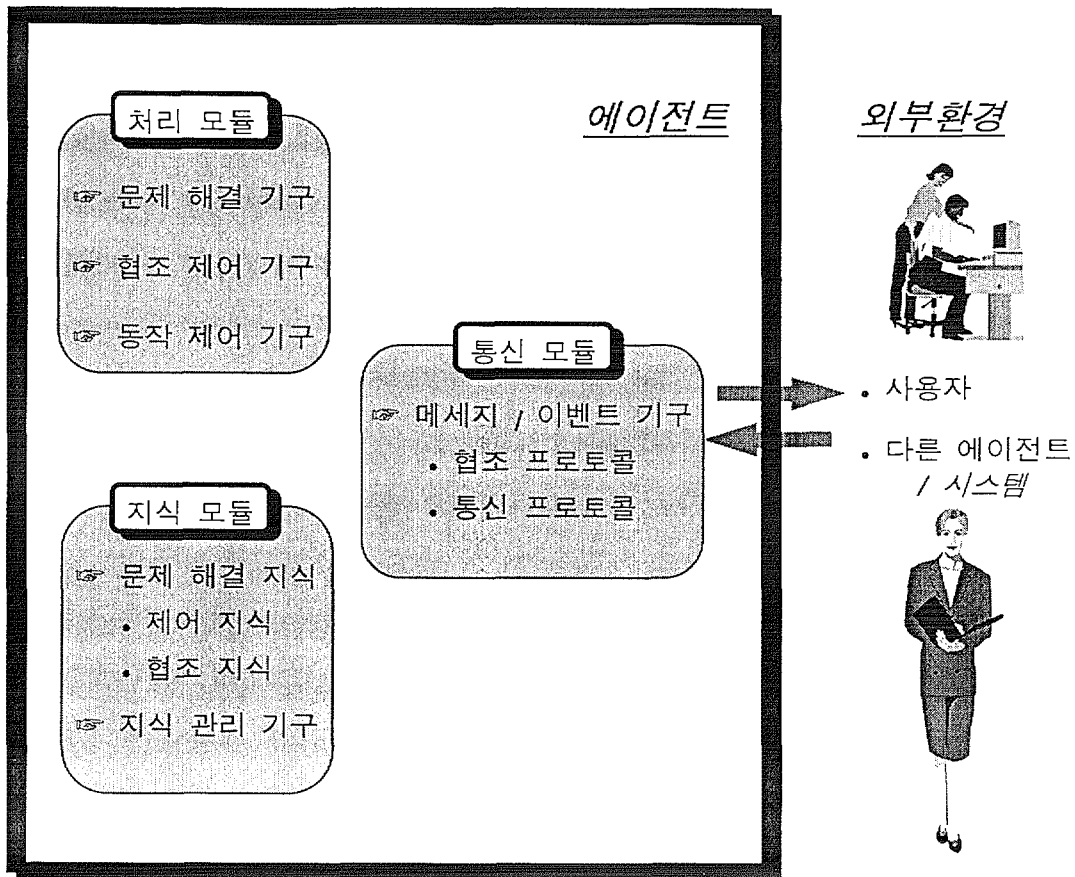 에이전트
외부환경
처리 모듈
☞ 문제 해결 기구
☞ 협조 제어 기구
☞ 동작 제어 기구
통신 모듈
☞ 메세지 / 이벤트 기구
• 협조 프로토콜
• 통신 프로토콜
지식 모듈
☞ 문제 해결 지식
• 제어 지식
• 협조 지식
☞ 지식 관리 기구
• 사용자
• 다른 에이전트
/ 시스템